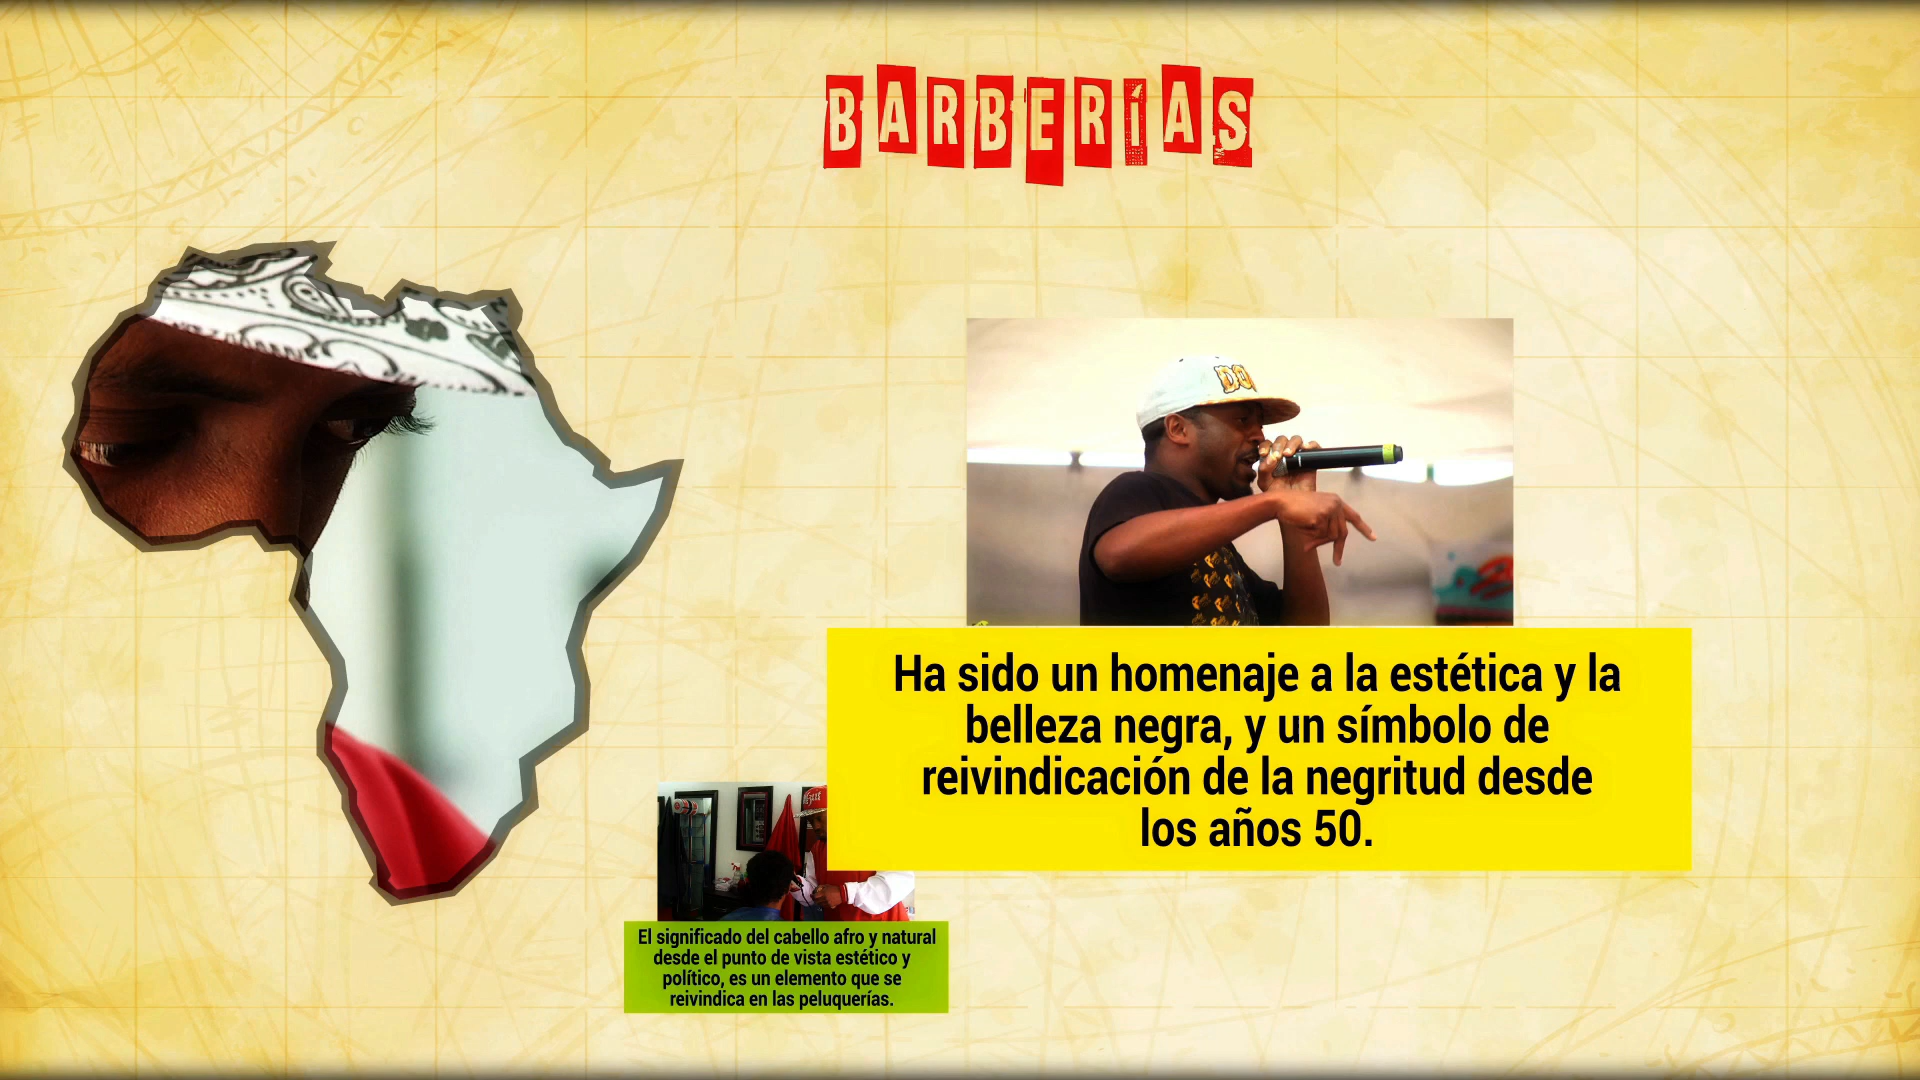 BARBERíAS
DO
Ha sido un homenaje a la estética y la
belleza negra, y un símbolo de
reivindicación de la negritud desde
los años 50.
El significado del cabello afro y natural
desde el punto de vista estético y
político, es un elemento que se
reivindica en las peluquerías.